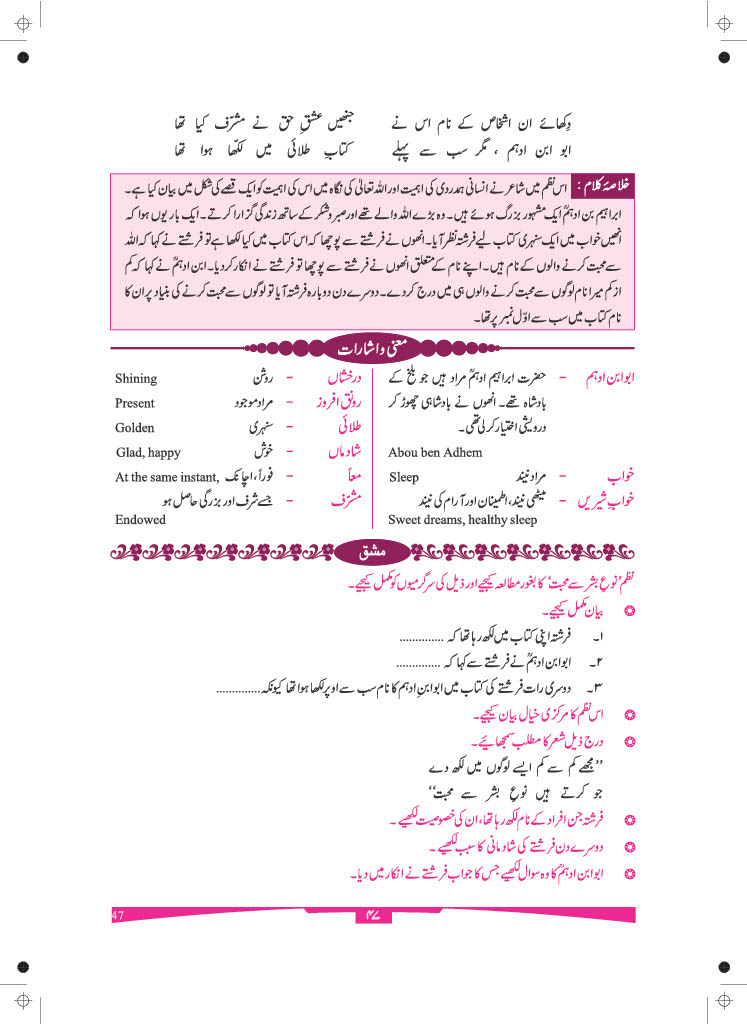 دِکھائے ان اشخاص کے نام اس نے جنھیں عشقِ حق نے مشرّف کیا تھا
ابو ابن ادہم ، مگر سب سے پہلے کتابِ طلائی میں لکھّا ہوا تھا
خلاصۂ کلام : اس نظم میں شاعر نے انسانی ہمدردی کی اہمیت اور اللہ تعالیٰ کی نگاہ میں اس کی اہمیت کو ایک قصّے کی شکل میں بیان کیا ہے۔
ابراہیم بن ادہمؒ ایک مشہور بزرگ ہوئے ہیں۔ وہ بڑے اللہ والے تھے اور صبر و شکر کے ساتھ زندگی گزارا کرتے۔ ایک بار یوں ہوا کہ
انھیں خواب میں ایک سنہری کتاب لیے فرشتہ نظر آیا۔ انھوں نے فرشتے سے پوچھا کہ اس کتاب میں کیا لکھا ہے تو فرشتے نے کہا کہ اللہ
سے محبت کرنے والوں کے نام ہیں۔ اپنے نام کے متعلق انھوں نے فرشتے سے پوچھا تو فرشتے نے انکار کردیا۔ ابن ادہمؒ نے کہا کہ کم
از کم میرا نام لوگوں سے محبت کرنے والوں ہی میں درج کردے۔ دوسرے دن دوبارہ فرشتہ آیا تو لوگوں سے محبت کرنے کی بنیاد پر ان کا
نام کتاب میں سب سے اوّل نمبر پر تھا۔
معنی و اشارات
ابو ابن ادہم – حضرت ابراہیم ادہمؒ مراد ہیں جو بلخ کے
بادشاہ تھے۔ انھوں نے بادشاہی چھوڑ کر
درویشی اختیار کرلی تھی۔
Abou ben Adhem
خواب – مراد نیند Sleep
خوابِ شیریں – میٹھی نیند، اطمینان اور آرام کی نیند
Sweet dreams, healthy sleep
درخشاں – روشن Shining
رونق افروز – مراد موجود Present
طلائی – سنہری Golden
شادماں – خوش Glad, happy
معاً – فوراً، اچانک At the same instant,
مشرّف – جسے شرف اور بزرگی حاصل ہو
Endowed
مشق
نظم ’نوعِ بشر سے محبت‘ کا بغور مطالعہ کیجیے اور ذیل کی سرگرمیوں کو مکمل کیجیے۔
بیان مکمل کیجیے۔
۱۔ فرشتہ اپنی کتاب میں لکھ رہا تھا کہ ..............
۲۔ ابو ابن ادہمؒ نے فرشتے سے کہا کہ ..............
۳۔ دوسری رات فرشتے کی کتاب میں ابو ابنِ ادہم کا نام سب سے اوپر لکھا ہوا تھا کیونکہ..............
اس نظم کا مرکزی خیال بیان کیجیے۔
درج ذیل شعر کا مطلب سمجھائیے۔
’’مجھے کم سے کم ایسے لوگوں میں لکھ دے
جو کرتے ہیں نوعِ بشر سے محبت‘‘
فرشتہ جن افراد کے نام لکھ رہا تھا، ان کی خصوصیت لکھیے۔
دوسرے دن فرشتے کی شادمانی کا سبب لکھیے۔
ابو ابن ادہمؒ کا وہ سوال لکھیے جس کا جواب فرشتے نے انکار میں دیا۔
47 ۴۷